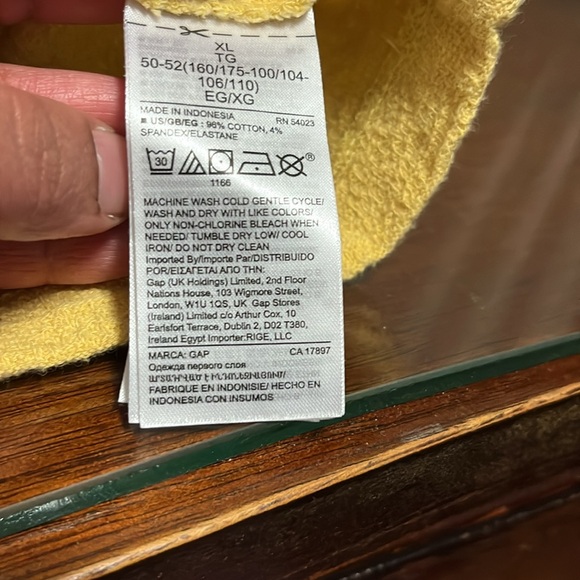 XL
TG
50-52(160/175-100/104-
106/110)
EG/XG
MADE IN INDONESIA RN 54023
■ US/GB/EG : 96% COTTON, 4%
SPANDEX/ELASTANE
30
®
1166
MACHINE WASH COLD GENTLE CYCLE/
WASH AND DRY WITH LIKE COLORS/
ONLY NON-CHLORINE BLEACH WHEN
NEEDED/ TUMBLE DRY LOW/ COOL
IRON/ DO NOT DRY CLEAN
Imported By/Importe Par/DISTRIBUIDO
POR/ΕΙΣΑΓΕΤΑΙ ΑΠΟ ΤΗΝ:
Gap (UK Holdings) Limited, 2nd Floor
Nations House, 103 Wigmore Street,
London, W1U 1QS, UK Gap Stores
(Ireland) Limited c/o Arthur Cox, 10
Earlsfort Terrace, Dublin 2, D02 T380,
Ireland Egypt Importer:RIGE, LLC
MARCA: GAP CA 17897
Одежда первого слоя
FABRIQUE EN INDONISIE/ HECHO EN
INDONESIA CON INSUMOS